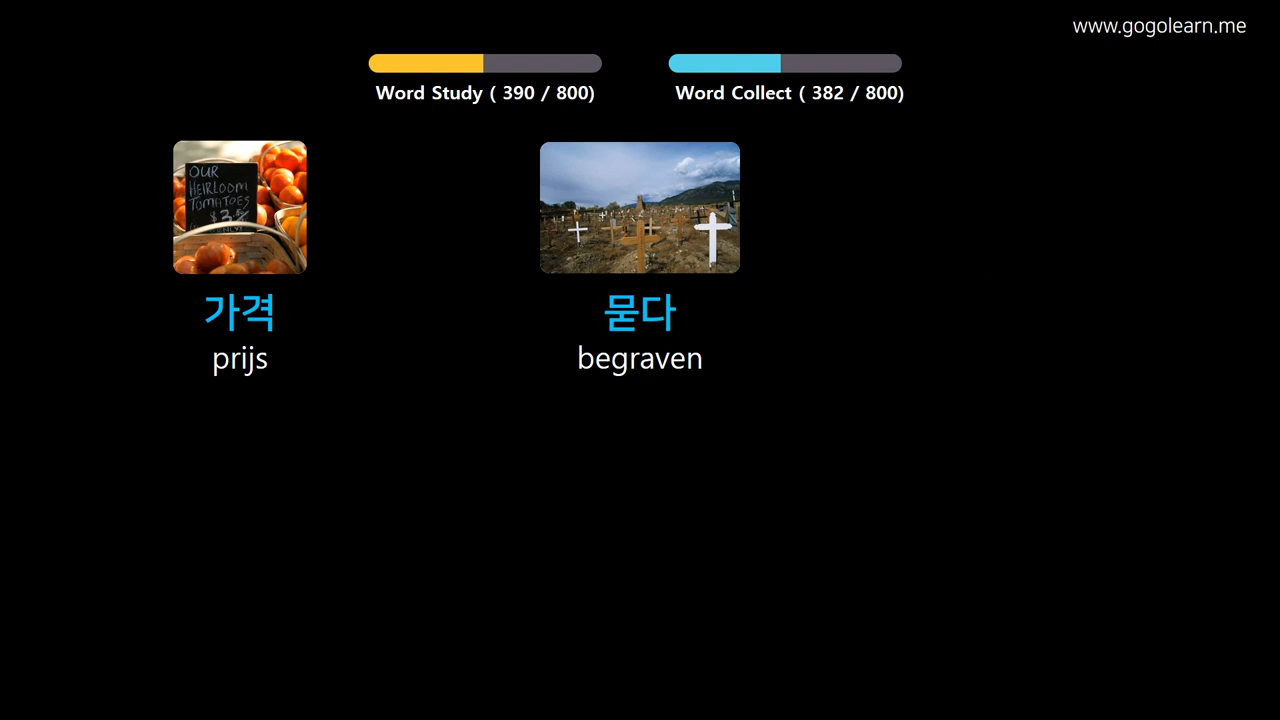 www.gogolearn.me
Word Study ( 390 / 800)
Word Collect ( 382 / 800)
OUR
HEIRLOOM
TOMATOES
가격
묻다
prijs
begraven